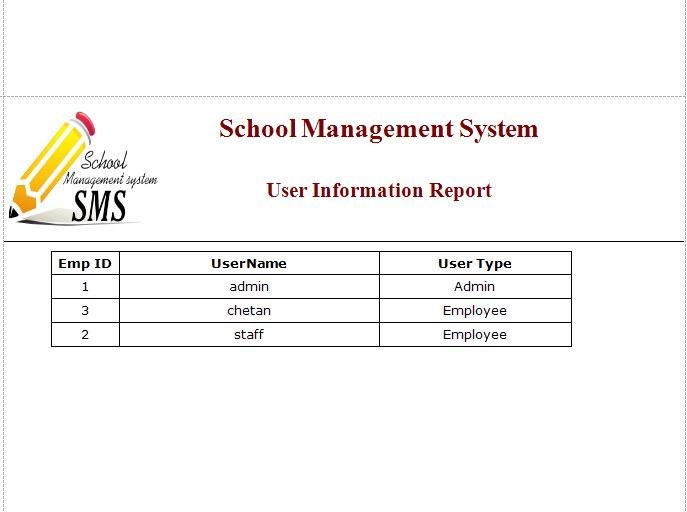 School Management System
School
Management system
SMS
User Information Report
Emp ID UserName User Type
1 admin Admin
3 chetan Employee
2 staff Employee